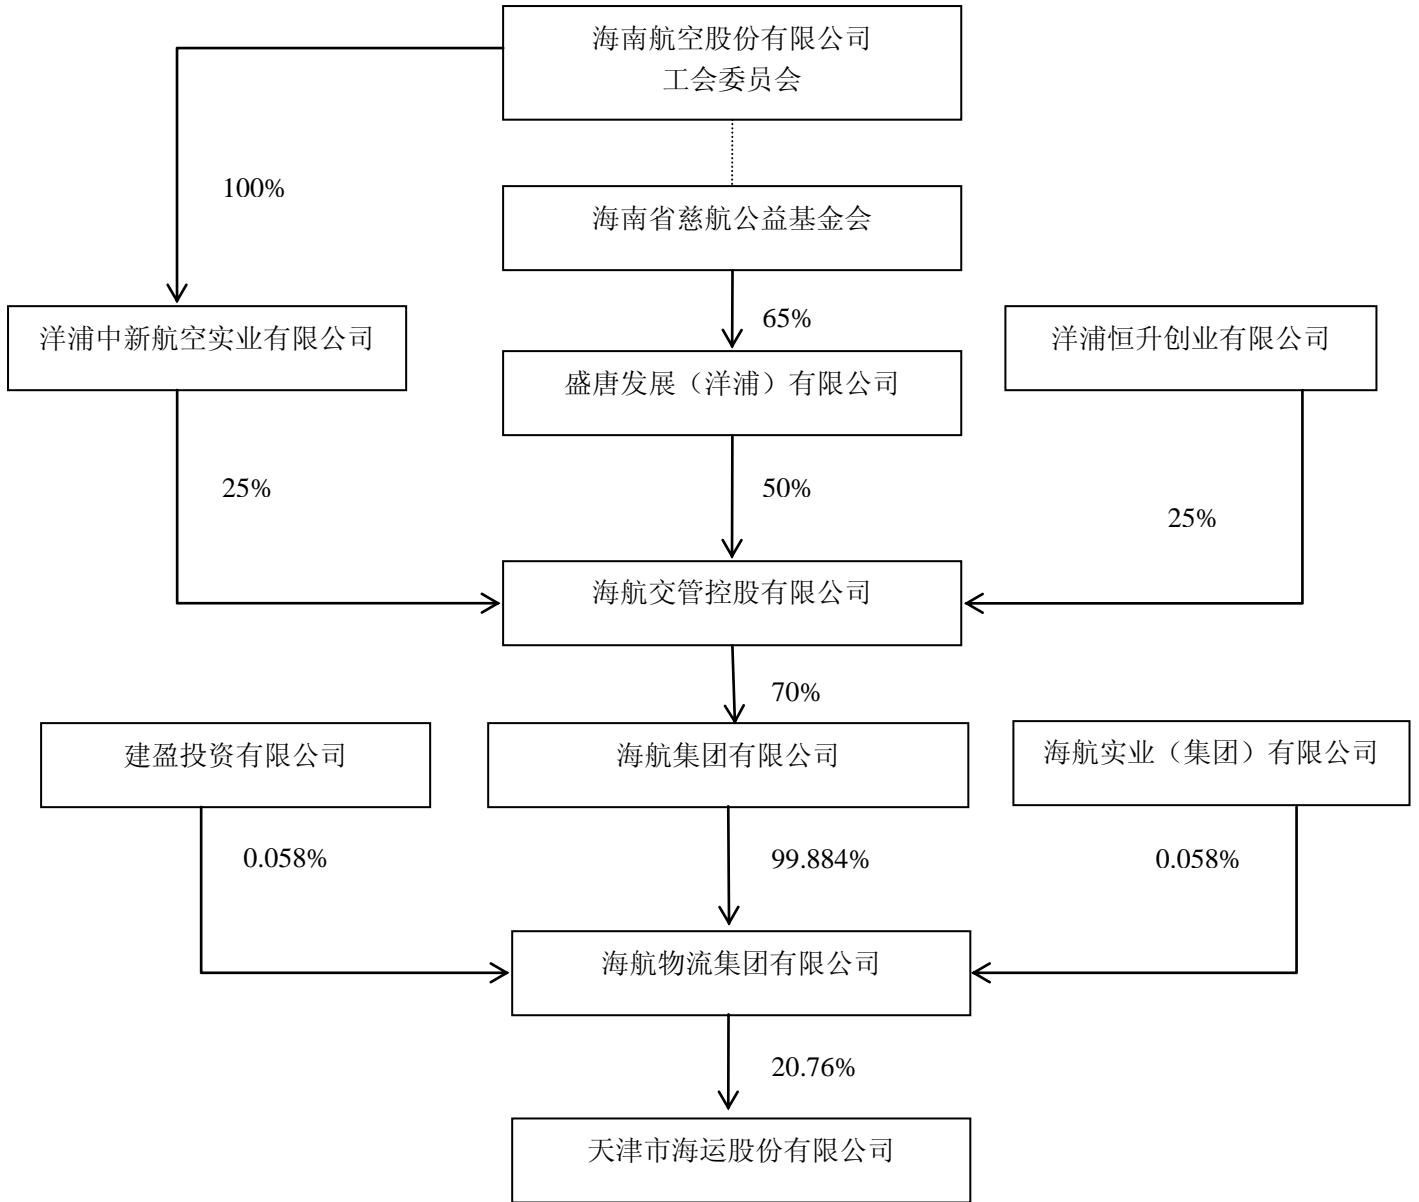 海南航空股份有限公司
工会委员会
100%
海南省慈航公益基金会
65%
洋浦中新航空实业有限公司
洋浦恒升创业有限公司
盛唐发展（洋浦）有限公司
25%
50%
25%
海航交管控股有限公司
70%
建盈投资有限公司
海航集团有限公司
海航实业（集团）有限公司
0.058%
99.884%
0.058%
海航物流集团有限公司
20.76%
天津市海运股份有限公司